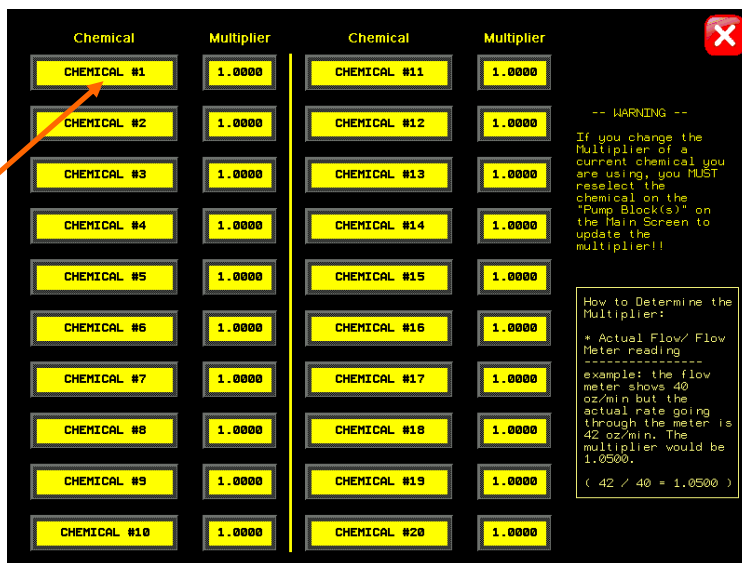 Chemical Multiplier Chemical Multiplier
CHEMICAL #1 1.0000 CHEMICAL #11 1.0000
CHEMICAL #2 1.0000 CHEMICAL #12 1.0000
CHEMICAL #3 1.0000 CHEMICAL #13 1.0000
CHEMICAL #4 1.0000 CHEMICAL #14 1.0000
CHEMICAL #5 1.0000 CHEMICAL #15 1.0000
CHEMICAL #6 1.0000 CHEMICAL #16 1.0000
CHEMICAL #7 1.0000 CHEMICAL #17 1.0000
CHEMICAL #8 1.0000 CHEMICAL #18 1.0000
CHEMICAL #9 1.0000 CHEMICAL #19 1.0000
CHEMICAL #10 1.0000 CHEMICAL #20 1.0000
-- WARNING --
If you change the
Multiplier of a
current chemical you
are using, you MUST
reselect the
chemical on the
"Pump Block(s)" on
the Main Screen to
update the
multiplier!!
How to Determine the
Multiplier:
* Actual Flow/ Flow
Meter reading
----------------
example: the flow
meter shows 40
oz/min but the
actual rate going
through the meter is
42 oz/min. The
multiplier would be
1.0500.
( 42 / 40 = 1.0500 )